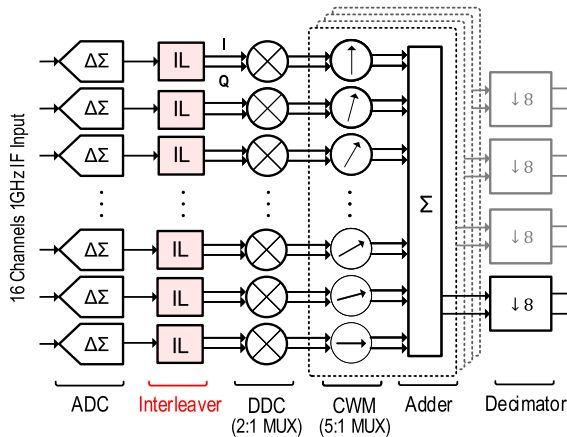 16 Channels 1GHz IF Input
ΔΣ IL I Q
ΔΣ IL ↓8
ΔΣ IL ↓8
Σ
ΔΣ IL ↓8
ΔΣ IL ↓8
ΔΣ IL
ADC Interleaver DDC CWM Adder Decimator
(2:1 MUX) (5:1 MUX)